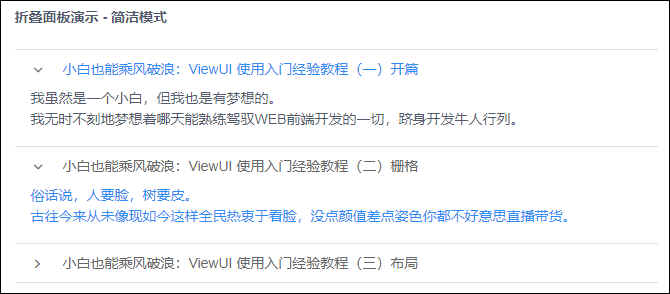 折叠面板演示 - 简洁模式
小白也能乘风破浪：ViewUI 使用入门经验教程（一）开篇
我虽然是一个小白，但我也是有梦想的。
我无时不刻地梦想着哪天能熟练驾驭WEB前端开发的一切，跻身开发牛人行列。
小白也能乘风破浪：ViewUI 使用入门经验教程（二）栅格
俗话说，人要脸，树要皮。
古往今来从未像现如今这样全民热衷于看脸，没点颜值差点姿色你都不好意思直播带货。
小白也能乘风破浪：ViewUI 使用入门经验教程（三）布局